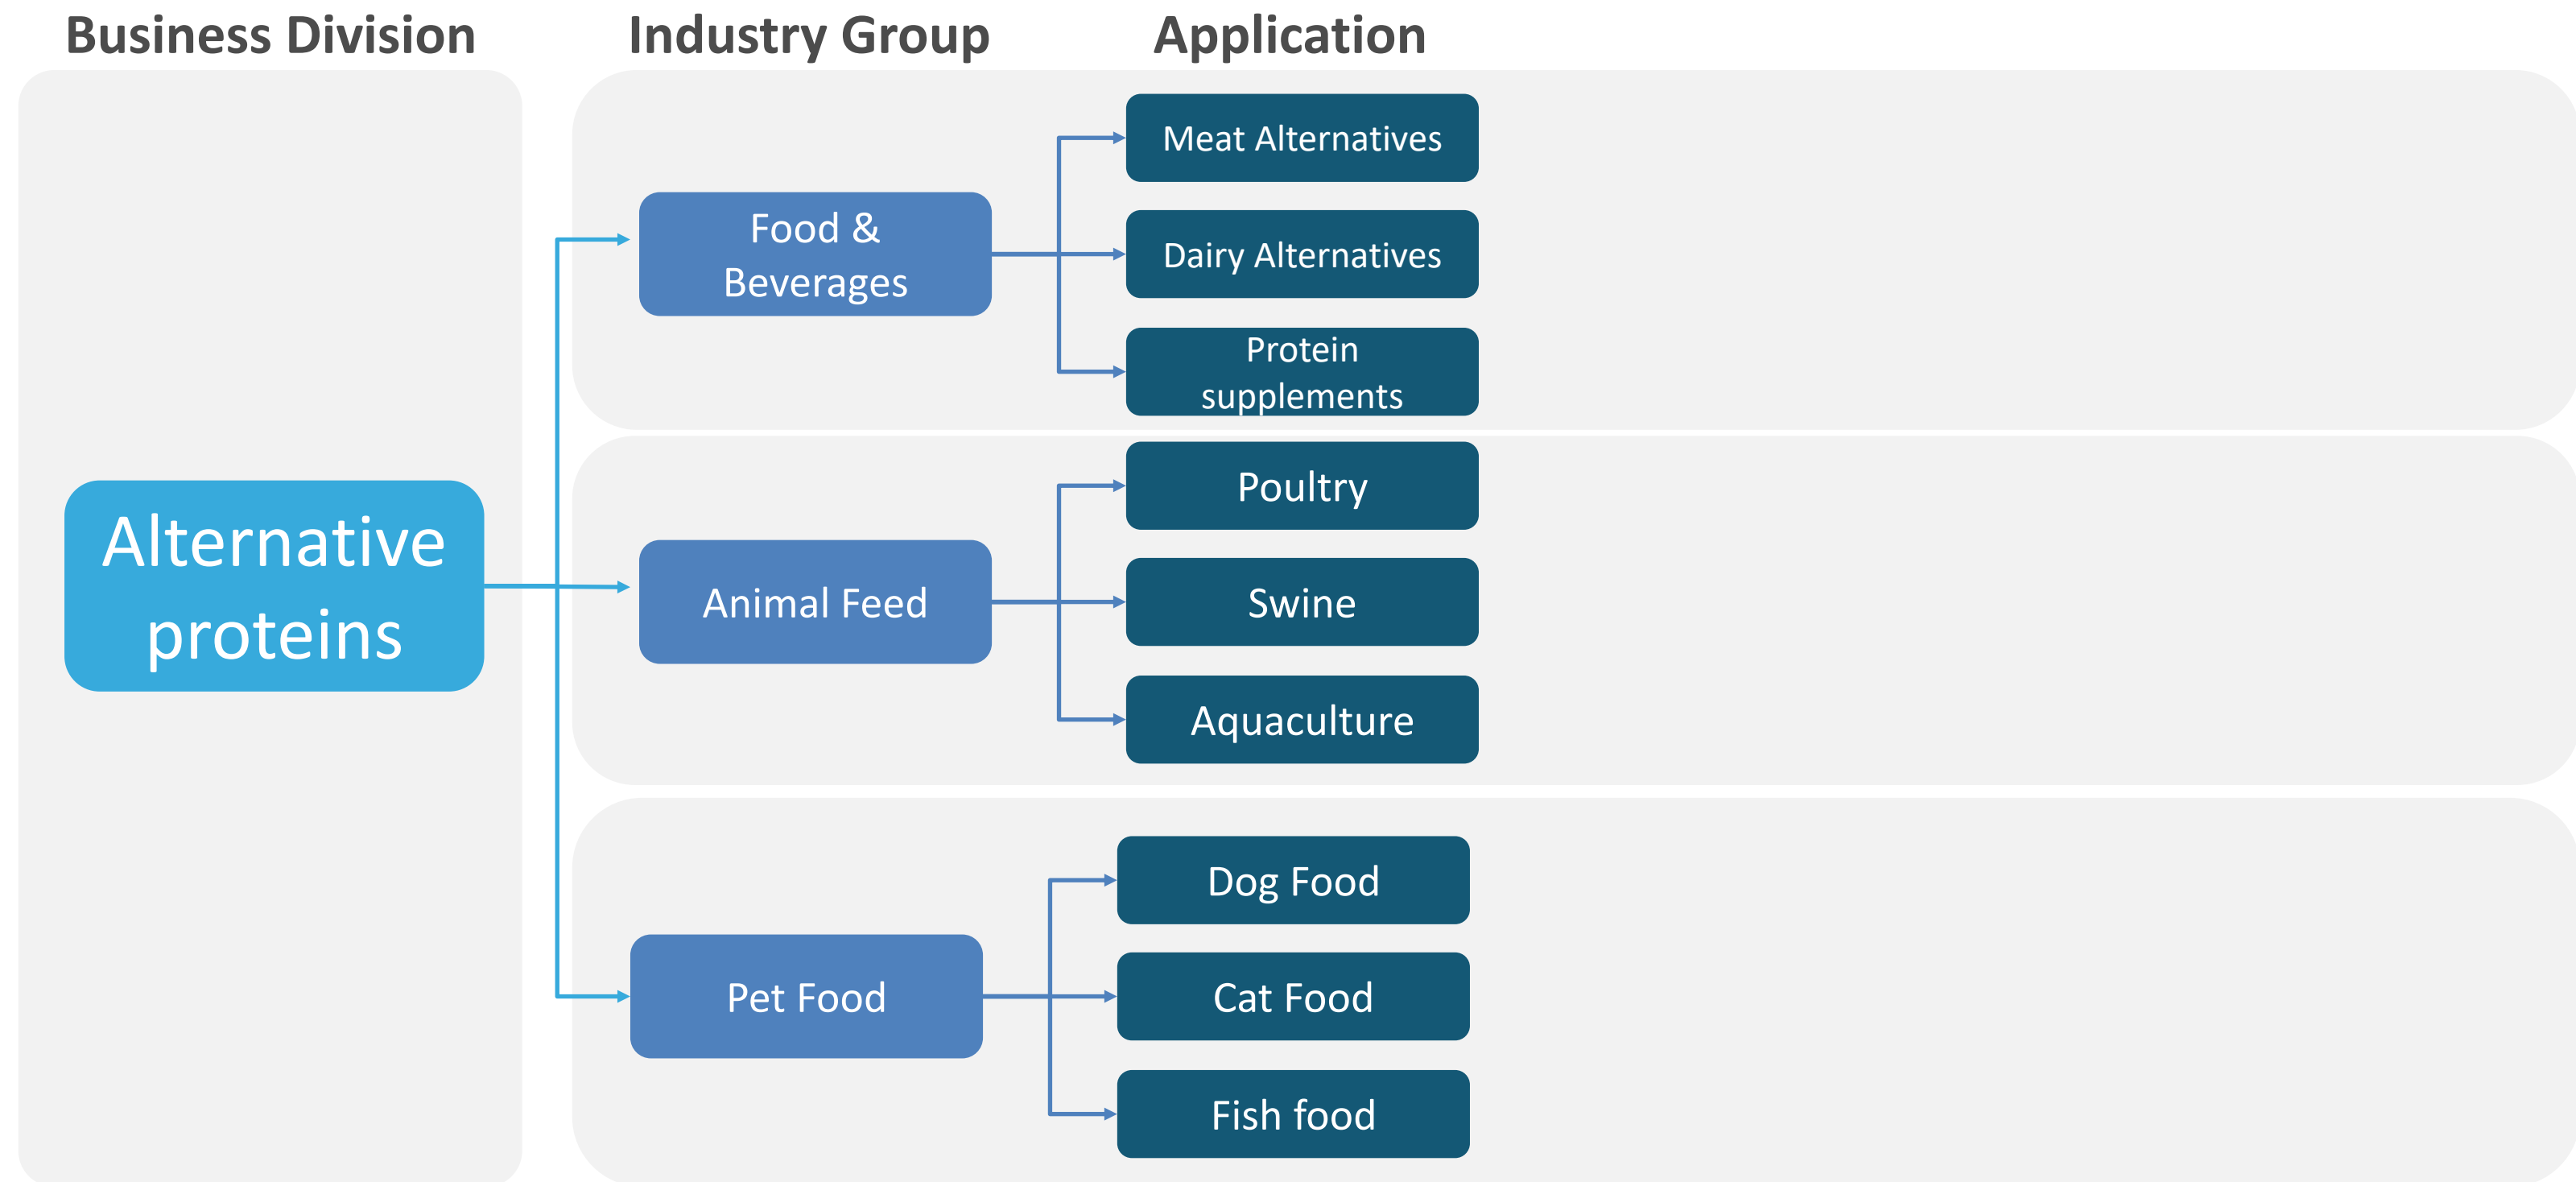 Business Division
Industry Group
Application
Alternative
proteins
Food &
Beverages
Meat Alternatives
Dairy Alternatives
Protein
supplements
Animal Feed
Poultry
Swine
Aquaculture
Pet Food
Dog Food
Cat Food
Fish food